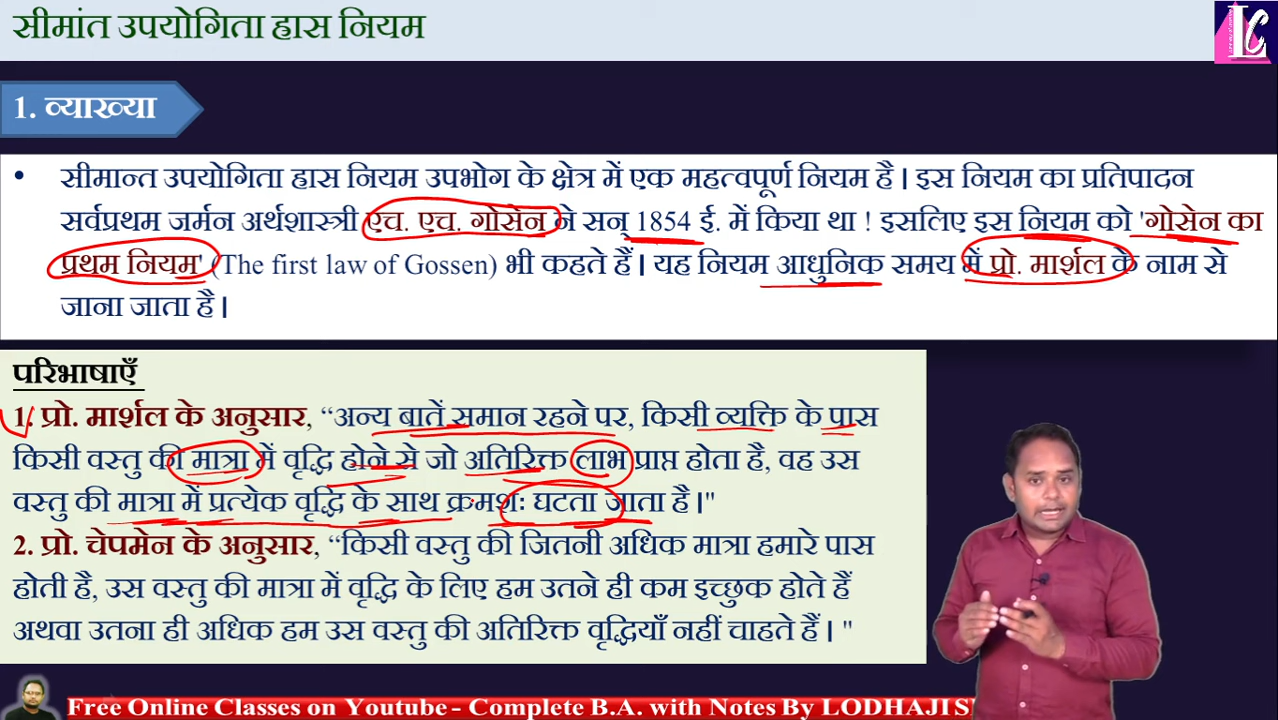 सीमांत उपयोगिता हास नियम
LC
1. व्याख्या
• सीमान्त उपयोगिता हास नियम उपभोग के क्षेत्र में एक महत्वपूर्ण नियम है। इस नियम का प्रतिपादन
सर्वप्रथम जर्मन अर्थशास्त्री एच. एच. गोसेन ने सन् 1854 ई. में किया था ! इसलिए इस नियम को 'गोसेन का
प्रथम नियम' (The first law of Gossen) भी कहते हैं। यह नियम आधुनिक समय में प्रो. मार्शल के नाम से
जाना जाता है।
परिभाषाएँ
1. प्रो. मार्शल के अनुसार, “अन्य बातें समान रहने पर, किसी व्यक्ति के पास
किसी वस्तु की मात्रा में वृद्धि होने से जो अतिरिक्त लाभ प्राप्त होता है, वह उस
वस्तु की मात्रा में प्रत्येक वृद्धि के साथ क्रमशः घटता जाता है।"
2. प्रो. चेपमेन के अनुसार, “किसी वस्तु की जितनी अधिक मात्रा हमारे पास
होती है, उस वस्तु की मात्रा में वृद्धि के लिए हम उतने ही कम इच्छुक होते हैं
अथवा उतना ही अधिक हम उस वस्तु की अतिरिक्त वृद्धियाँ नहीं चाहते हैं। "
Free Online Classes on Youtube - Complete B.A. with Notes By LODHAJI